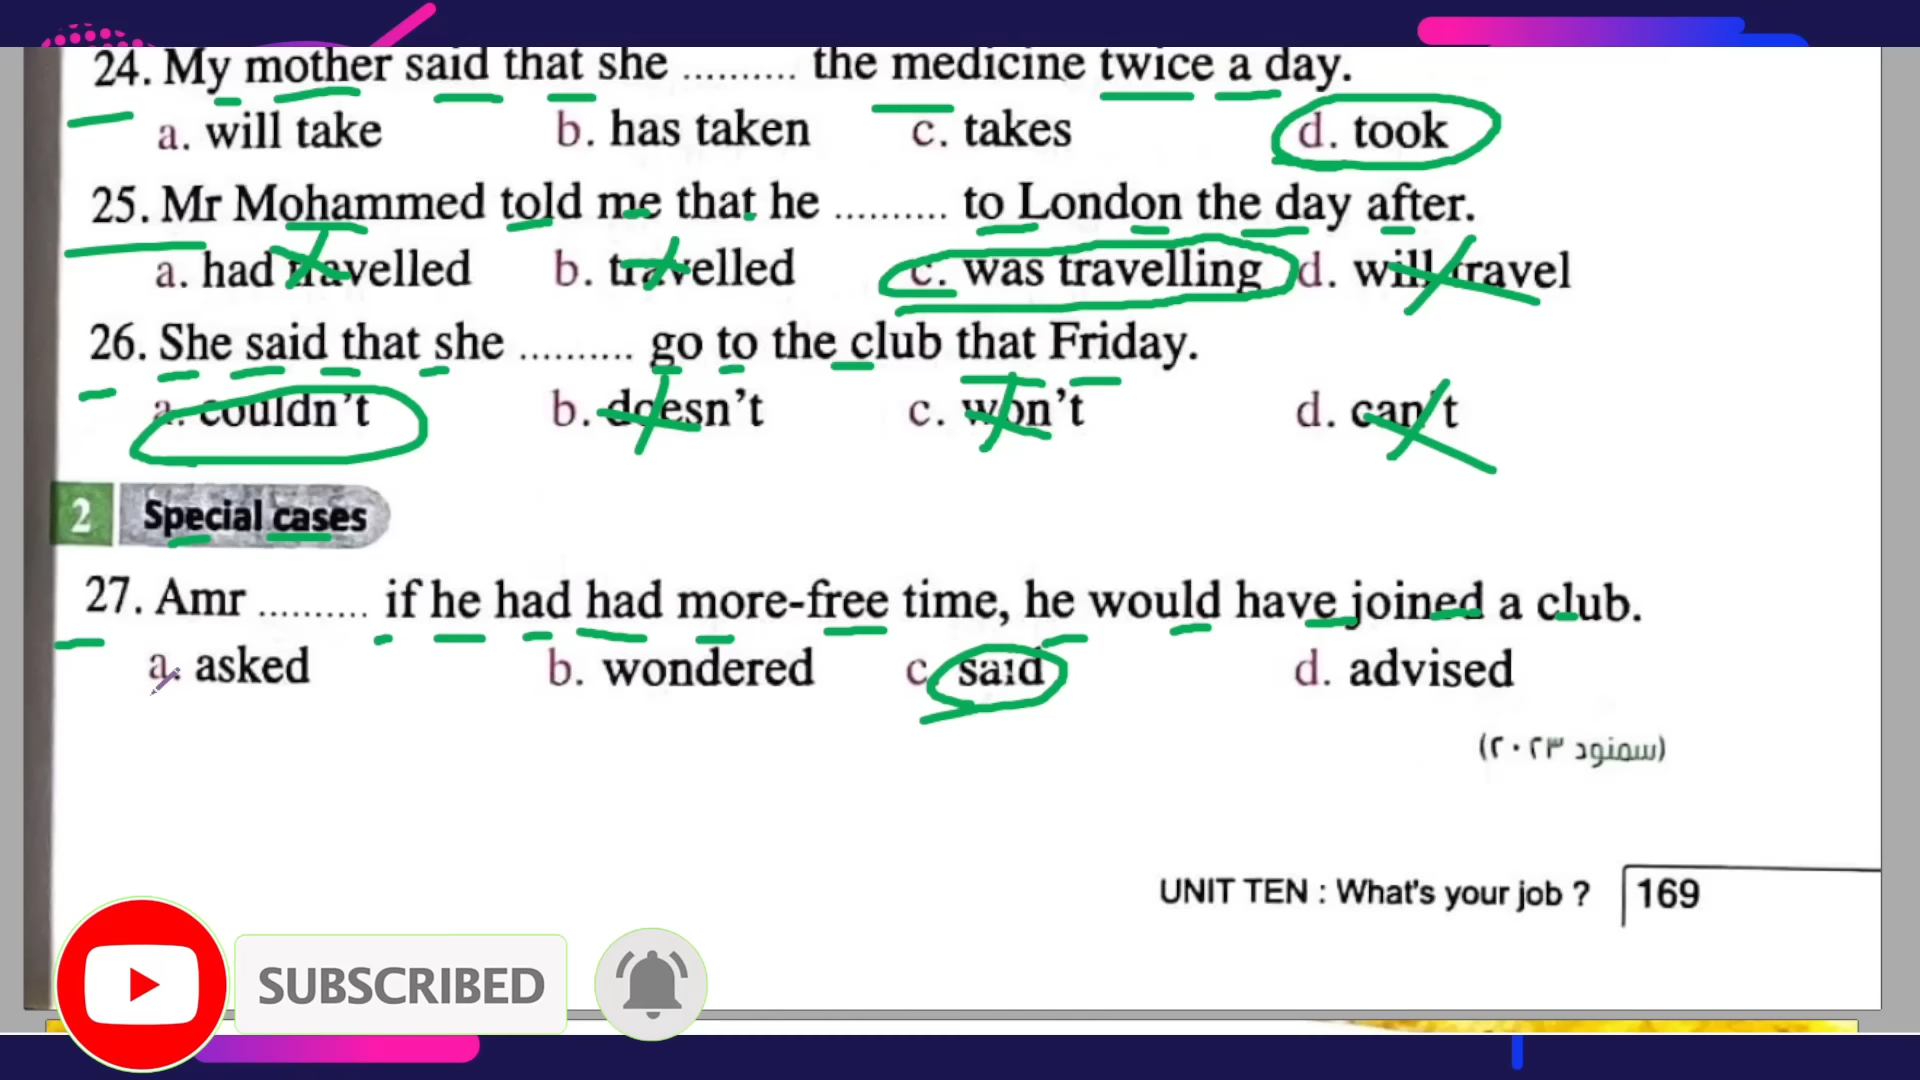 24. My mother said that she .......... the medicine twice a day.
a. will take b. has taken c. takes d. took
25. Mr Mohammed told me that he .......... to London the day after.
a. had travelled b. travelled c. was travelling d. will travel
26. She said that she .......... go to the club that Friday.
a. couldn't b. doesn't c. won't d. can't
2 Special cases
27. Amr .......... if he had had more-free time, he would have joined a club.
a. asked b. wondered c. said d. advised
(سمنود ٢٠٢٣)
UNIT TEN : What's your job ? 169
SUBSCRIBED